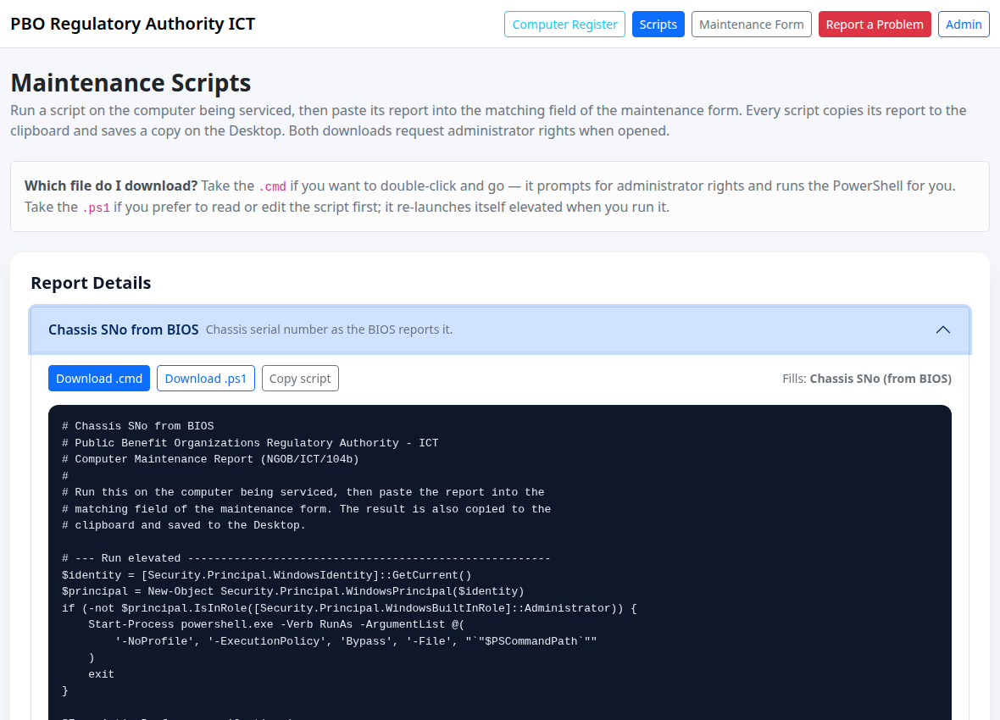 PBO Regulatory Authority ICT
Computer Register
Scripts
Maintenance Form
Report a Problem
Admin
Maintenance Scripts
Run a script on the computer being serviced, then paste its report into the matching field of the maintenance form. Every script copies its report to the
clipboard and saves a copy on the Desktop. Both downloads request administrator rights when opened.
Which file do I download? Take the .cmd if you want to double-click and go — it prompts for administrator rights and runs the PowerShell for you.
Take the .ps1 if you prefer to read or edit the script first; it re-launches itself elevated when you run it.
Report Details
Chassis SNo from BIOS Chassis serial number as the BIOS reports it.
Download .cmd
Download .ps1
Copy script
Fills: Chassis SNo (from BIOS)
# Chassis SNo from BIOS
# Public Benefit Organizations Regulatory Authority - ICT
# Computer Maintenance Report (NGOB/ICT/104b)
#
# Run this on the computer being serviced, then paste the report into the
# matching field of the maintenance form. The result is also copied to the
# clipboard and saved to the Desktop.
# --- Run elevated -------------------------------------------------------
$identity = [Security.Principal.WindowsIdentity]::GetCurrent()
$principal = New-Object Security.Principal.WindowsPrincipal($identity)
if (-not $principal.IsInRole([Security.Principal.WindowsBuiltInRole]::Administrator)) {
    Start-Process powershell.exe -Verb RunAs -ArgumentList @(
        '-NoProfile', '-ExecutionPolicy', 'Bypass', '-File', "`"$PSCommandPath`""
    )
    exit
}